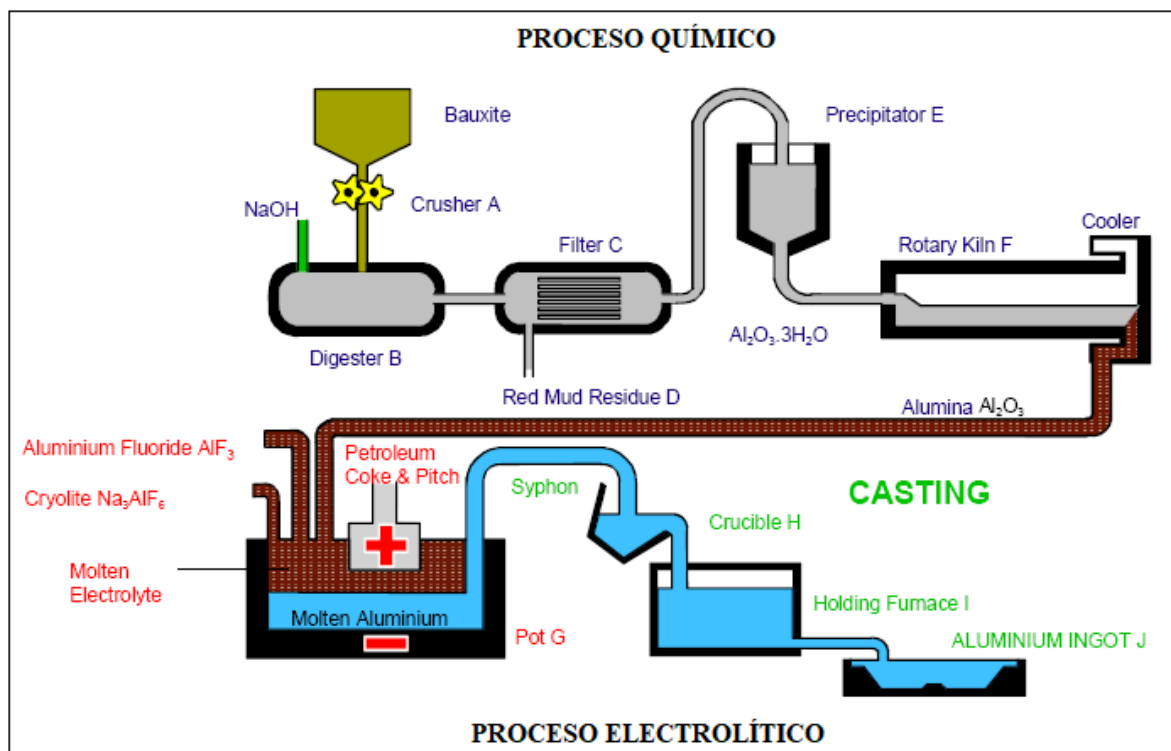 PROCESO QUÍMICO
Bauxite
Precipitator E
NaOH
Crusher A
Filter C
Cooler
Rotary Kiln F
Digester B
Al₂O₃.3H₂O
Red Mud Residue D
Alumina Al₂O₃
Aluminium Fluoride AlF₃
Petroleum
Coke & Pitch
Cryolite Na₃AlF₆
Syphon
CASTING
Crucible H
Molten
Electrolyte
Molten Aluminium
Holding Furnace I
Pot G
ALUMINIUM INGOT J
PROCESO ELECTROLÍTICO